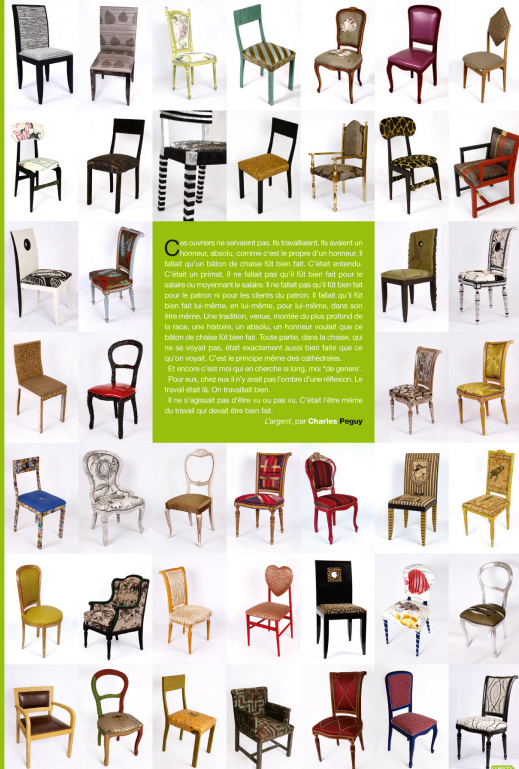 Ces ouvriers ne servaient pas. Ils travaillaient. Ils avaient un
honneur, absolu, comme c'est le propre d'un honneur. Il
fallait qu'un bâton de chaise fût bien fait. C'était entendu.
C'était un primat. Il ne fallait pas qu'il fût bien fait pour le
salaire ou moyennant le salaire. Il ne fallait pas qu'il fût bien fait
pour le patron ni pour les clients du patron. Il fallait qu'il fût
bien fait lui-même, en lui-même, pour lui-même, dans son
être même. Une tradition, venue, montée du plus profond de
la race, une histoire, un absolu, un honneur voulait que ce
bâton de chaise fût bien fait. Toute partie, dans la chaise, qui
ne se voyait pas, était exactement aussi bien faite que ce
qu'on voyait. C'est le principe même des cathédrales.
Et encore c'est moi qui en cherche si long, moi "de genere'.
Pour eux, chez eux il n'y avait pas l'ombre d'une réflexion. Le
travail était là. On travaillait bien.
Il ne s'agissait pas d'être vu ou pas vu. C'était l'être même
du travail qui devait être bien fait.
L'argent, par Charles Peguy